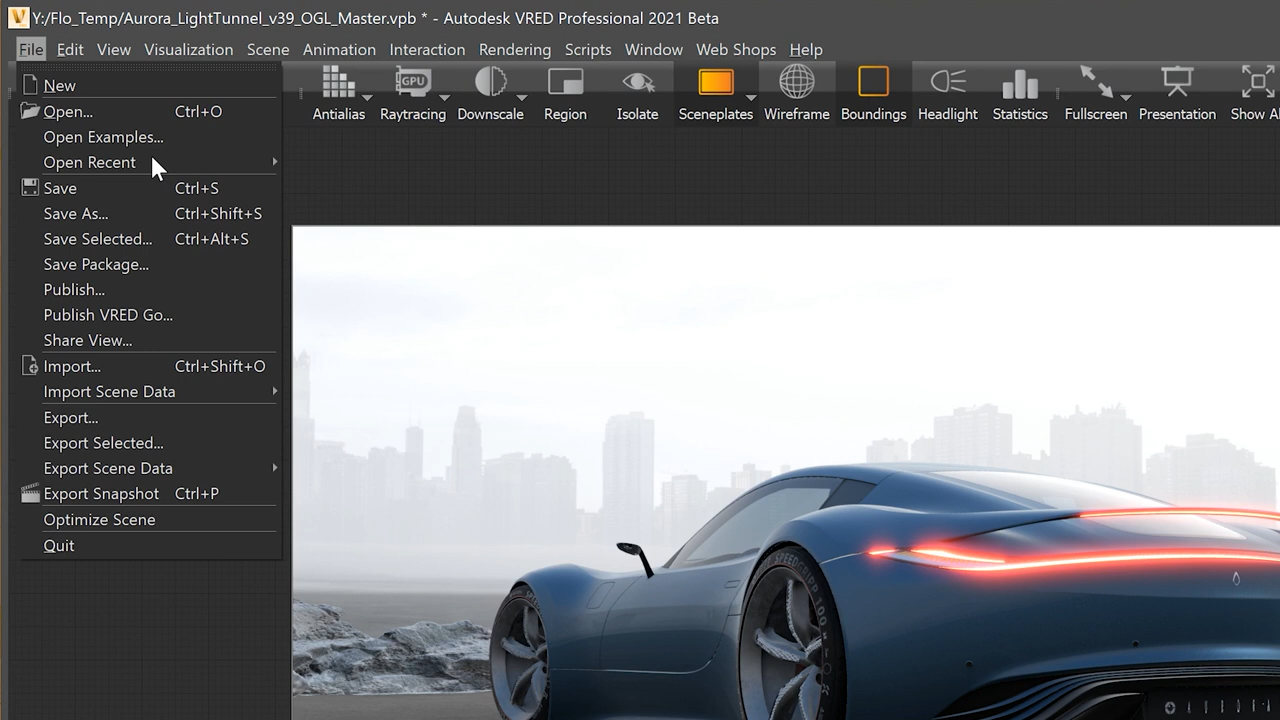 Y:/Flo_Temp/Aurora_LightTunnel_v39_OGL_Master.vpb * - Autodesk VRED Professional 2021 Beta
File Edit View Visualization Scene Animation Interaction Rendering Scripts Window Web Shops Help
GPU
Antialias Raytracing Downscale Region Isolate Sceneplates Wireframe Boundings Headlight Statistics Fullscreen Presentation Show Al
New
Open... Ctrl+O
Open Examples...
Open Recent
Save Ctrl+S
Save As... Ctrl+Shift+S
Save Selected... Ctrl+Alt+S
Save Package...
Publish...
Publish VRED Go...
Share View...
Import... Ctrl+Shift+O
Import Scene Data
Export...
Export Selected...
Export Scene Data
Export Snapshot Ctrl+P
Optimize Scene
Quit
SPEEDGRIPP 100